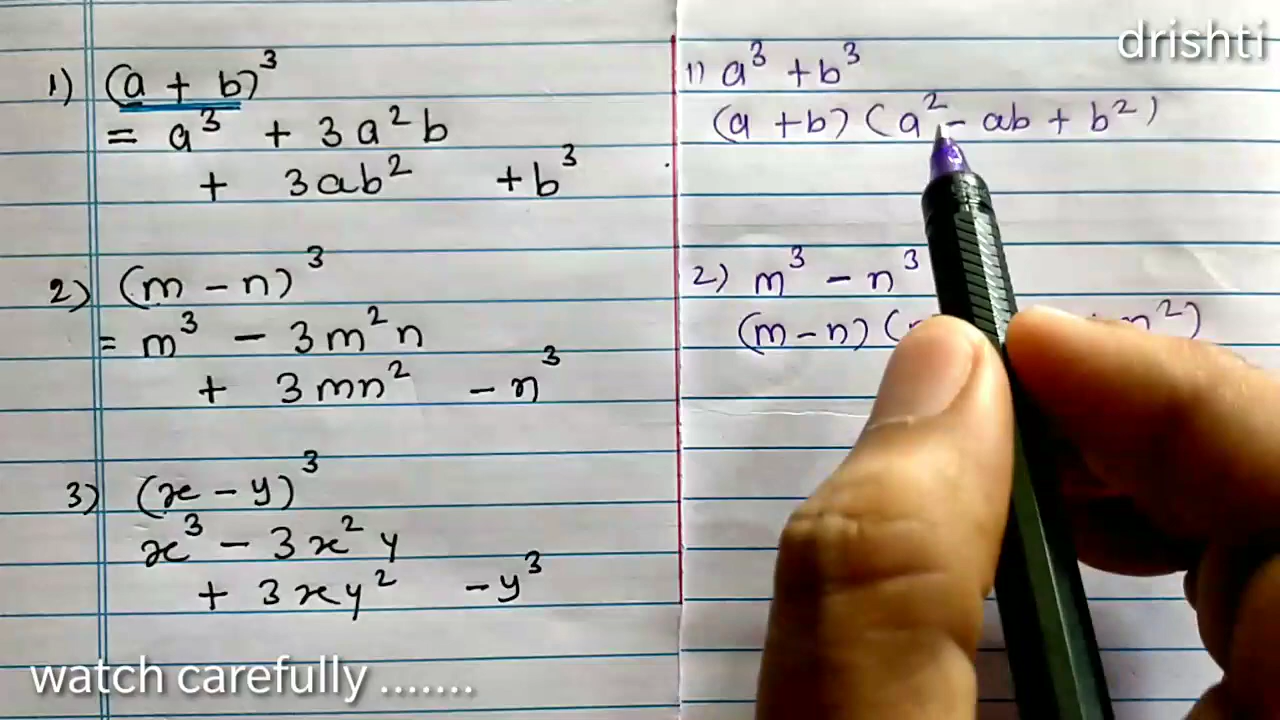 1) (a + b)³
= a³ + 3a²b
+ 3ab² + b³
2) (m - n)³
= m³ - 3m²n
+ 3mn² - n³
3) (x - y)³
x³ - 3x²y
+ 3xy² - y³
watch carefully .......
drishti
1) a³ + b³
(a + b) (a² - ab + b²)
2) m³ - n³
(m - n) ( n²)